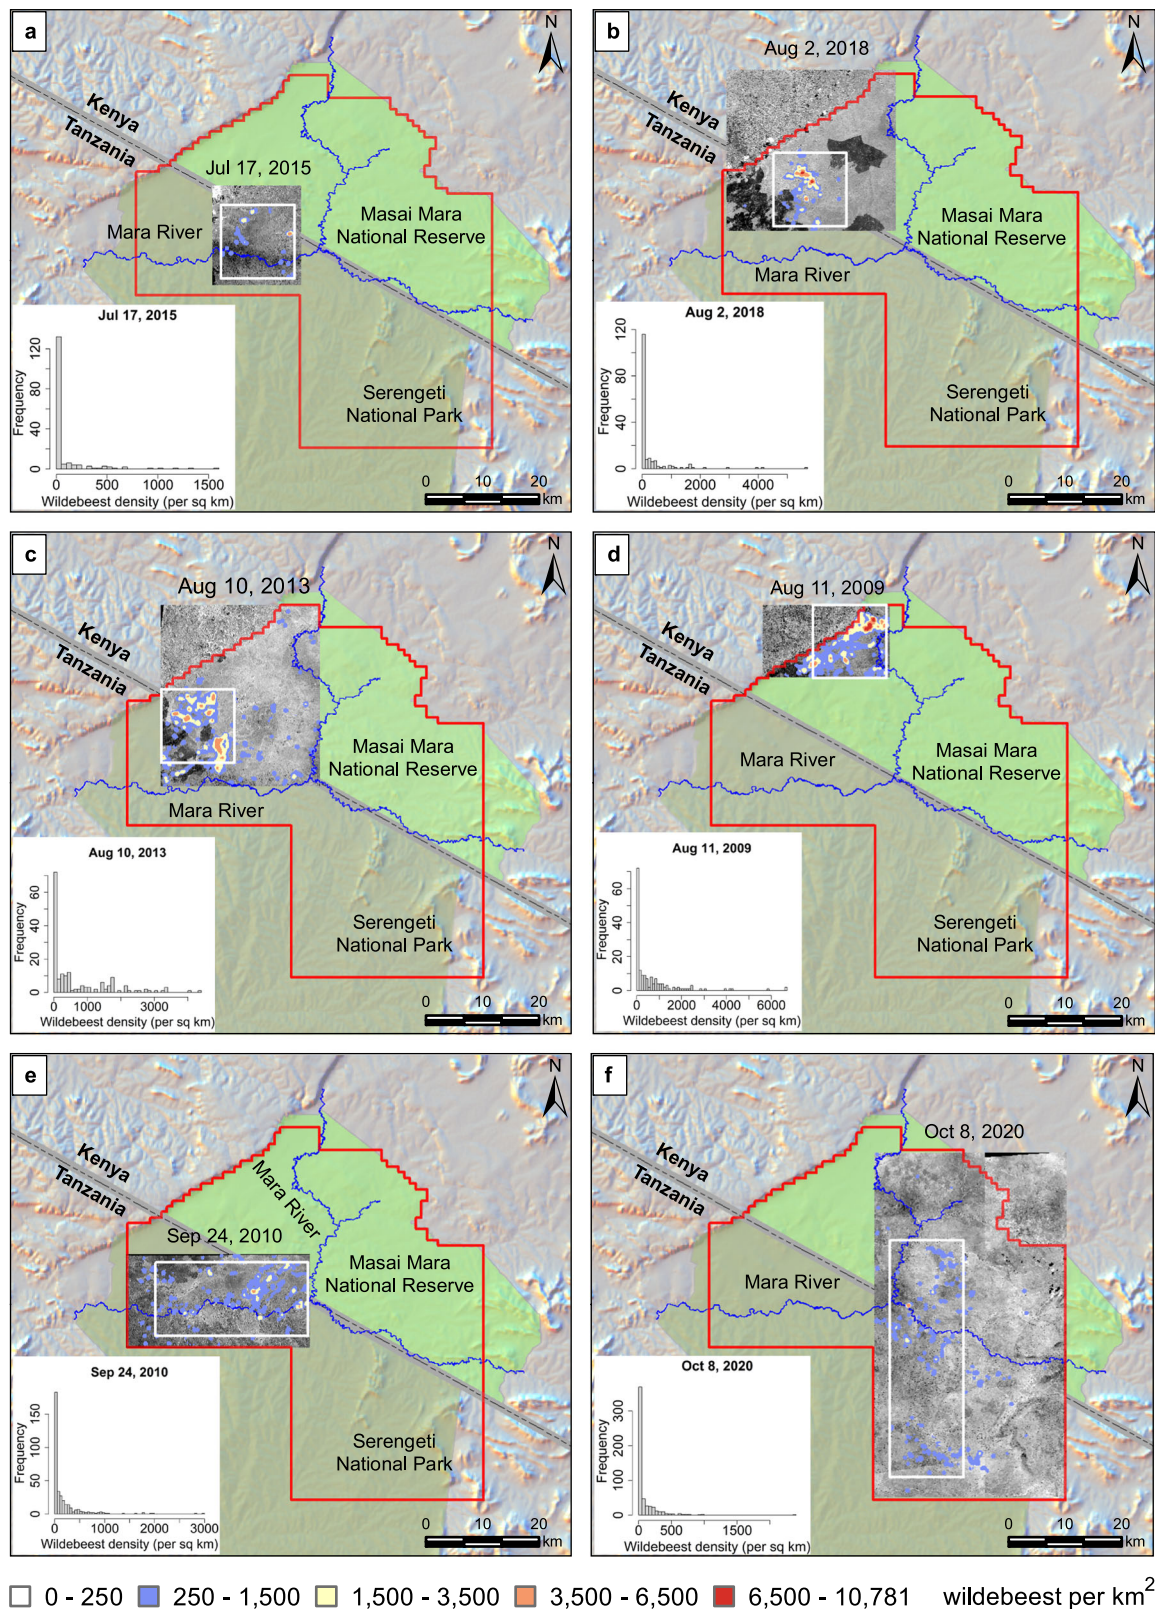 a
N
Kenya
Tanzania
Jul 17, 2015
Mara River
Masai Mara
National Reserve
Serengeti
National Park
Jul 17, 2015
Frequency
0 40 80 120
0 500 1000 1500
Wildebeest density (per sq km)
0 10 20
km
b
N
Aug 2, 2018
Kenya
Tanzania
Masai Mara
National Reserve
Mara River
Serengeti
National Park
Aug 2, 2018
Frequency
0 40 80 120
0 2000 4000
Wildebeest density (per sq km)
0 10 20
km
c
N
Aug 10, 2013
Kenya
Tanzania
Masai Mara
National Reserve
Mara River
Serengeti
National Park
Aug 10, 2013
Frequency
0 20 40 60
0 1000 3000
Wildebeest density (per sq km)
0 10 20
km
d
N
Aug 11, 2009
Kenya
Tanzania
Mara River
Masai Mara
National Reserve
Serengeti
National Park
Aug 11, 2009
Frequency
0 20 40 60
0 2000 4000 6000
Wildebeest density (per sq km)
0 10 20
km
e
N
Kenya
Tanzania
Mara River
Sep 24, 2010
Masai Mara
National Reserve
Serengeti
National Park
Sep 24, 2010
Frequency
0 50 100 150
0 1000 2000 3000
Wildebeest density (per sq km)
0 10 20
km
f
N
Oct 8, 2020
Kenya
Tanzania
Mara River
Oct 8, 2020
Frequency
0 100 200 300
0 500 1500
Wildebeest density (per sq km)
0 10 20
km
0 - 250 250 - 1,500 1,500 - 3,500 3,500 - 6,500 6,500 - 10,781 wildebeest per km²